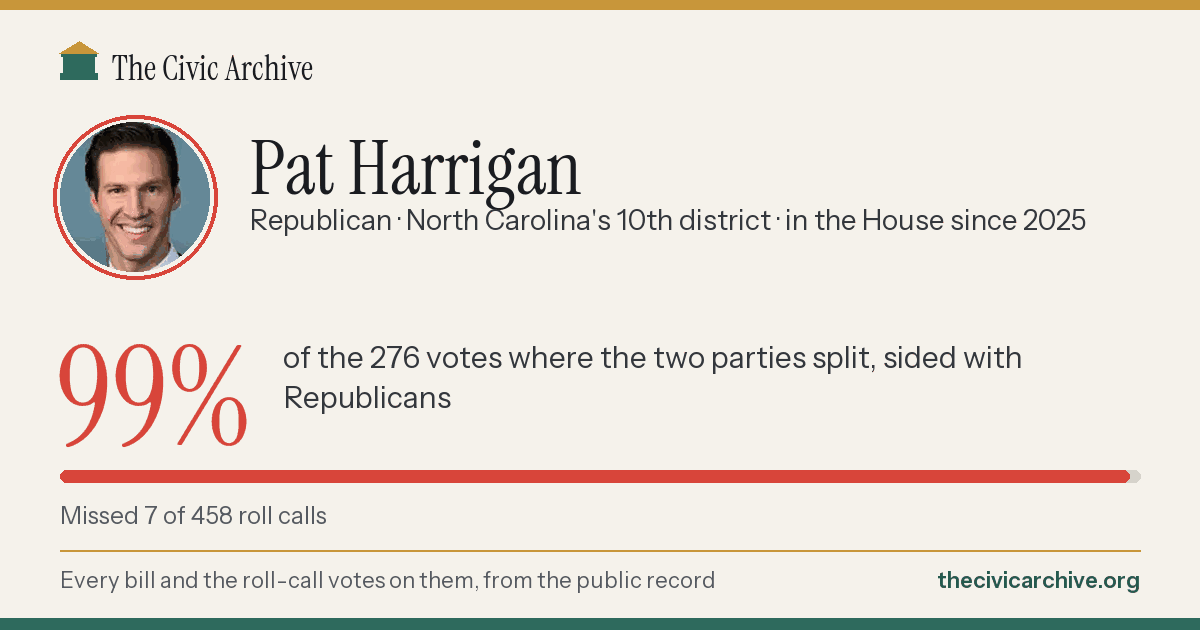 The Civic Archive
Pat Harrigan
Republican · North Carolina's 10th district · in the House since 2025
99%
of the 276 votes where the two parties split, sided with
Republicans
Missed 7 of 458 roll calls
Every bill and the roll-call votes on them, from the public record
thecivicarchive.org